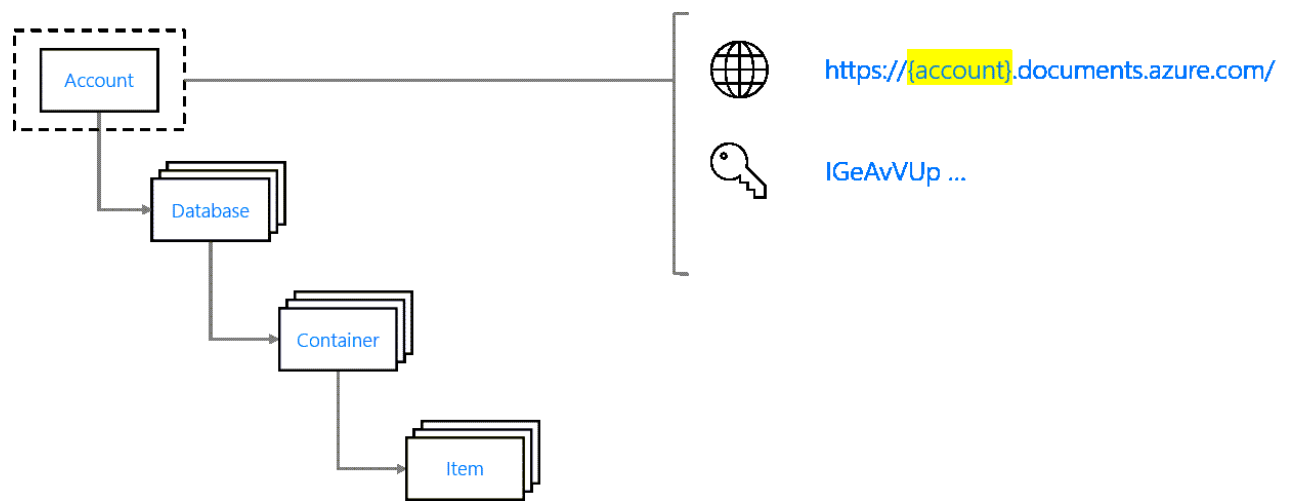 Account
https://{account}.documents.azure.com/
IGeAvVUp ...
Database
Container
Item